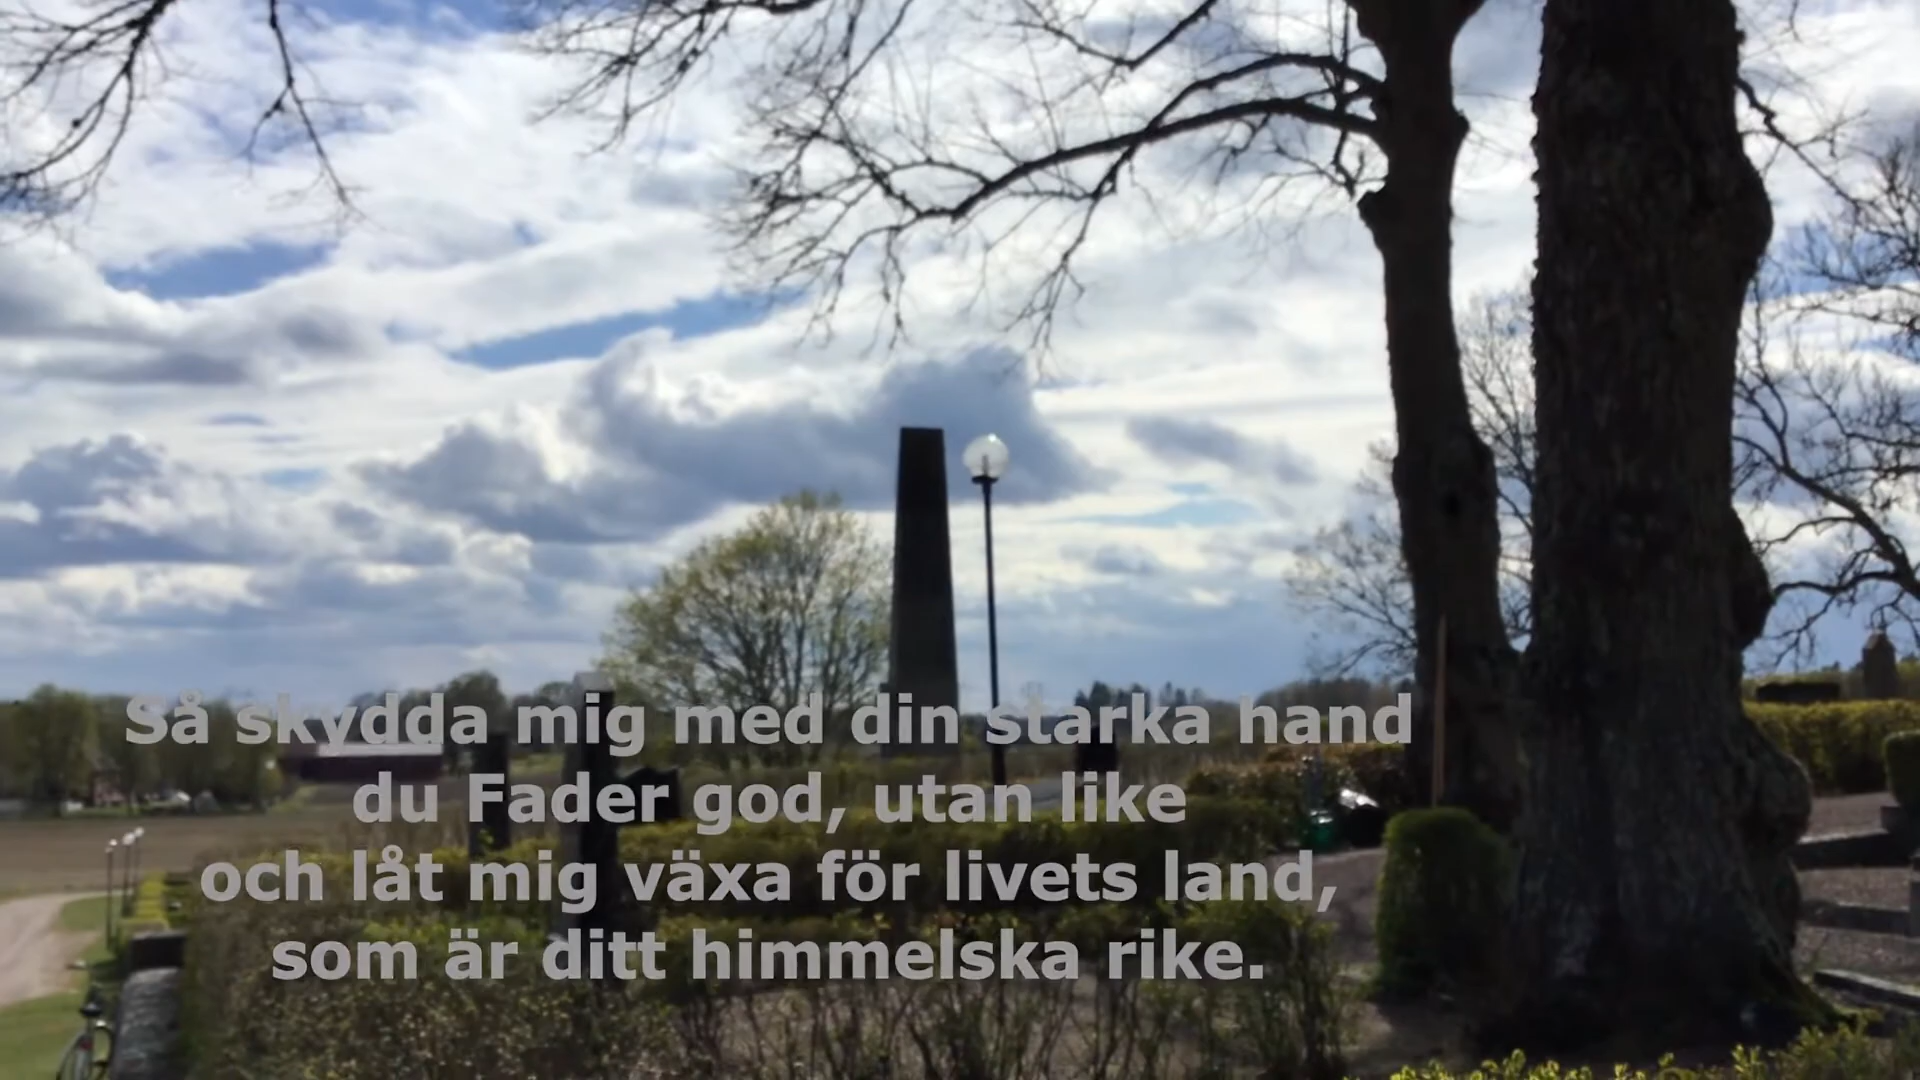 Så skydda mig med din starka hand
du Fader god, utan like
och låt mig växa för livets land,
som är ditt himmelska rike.